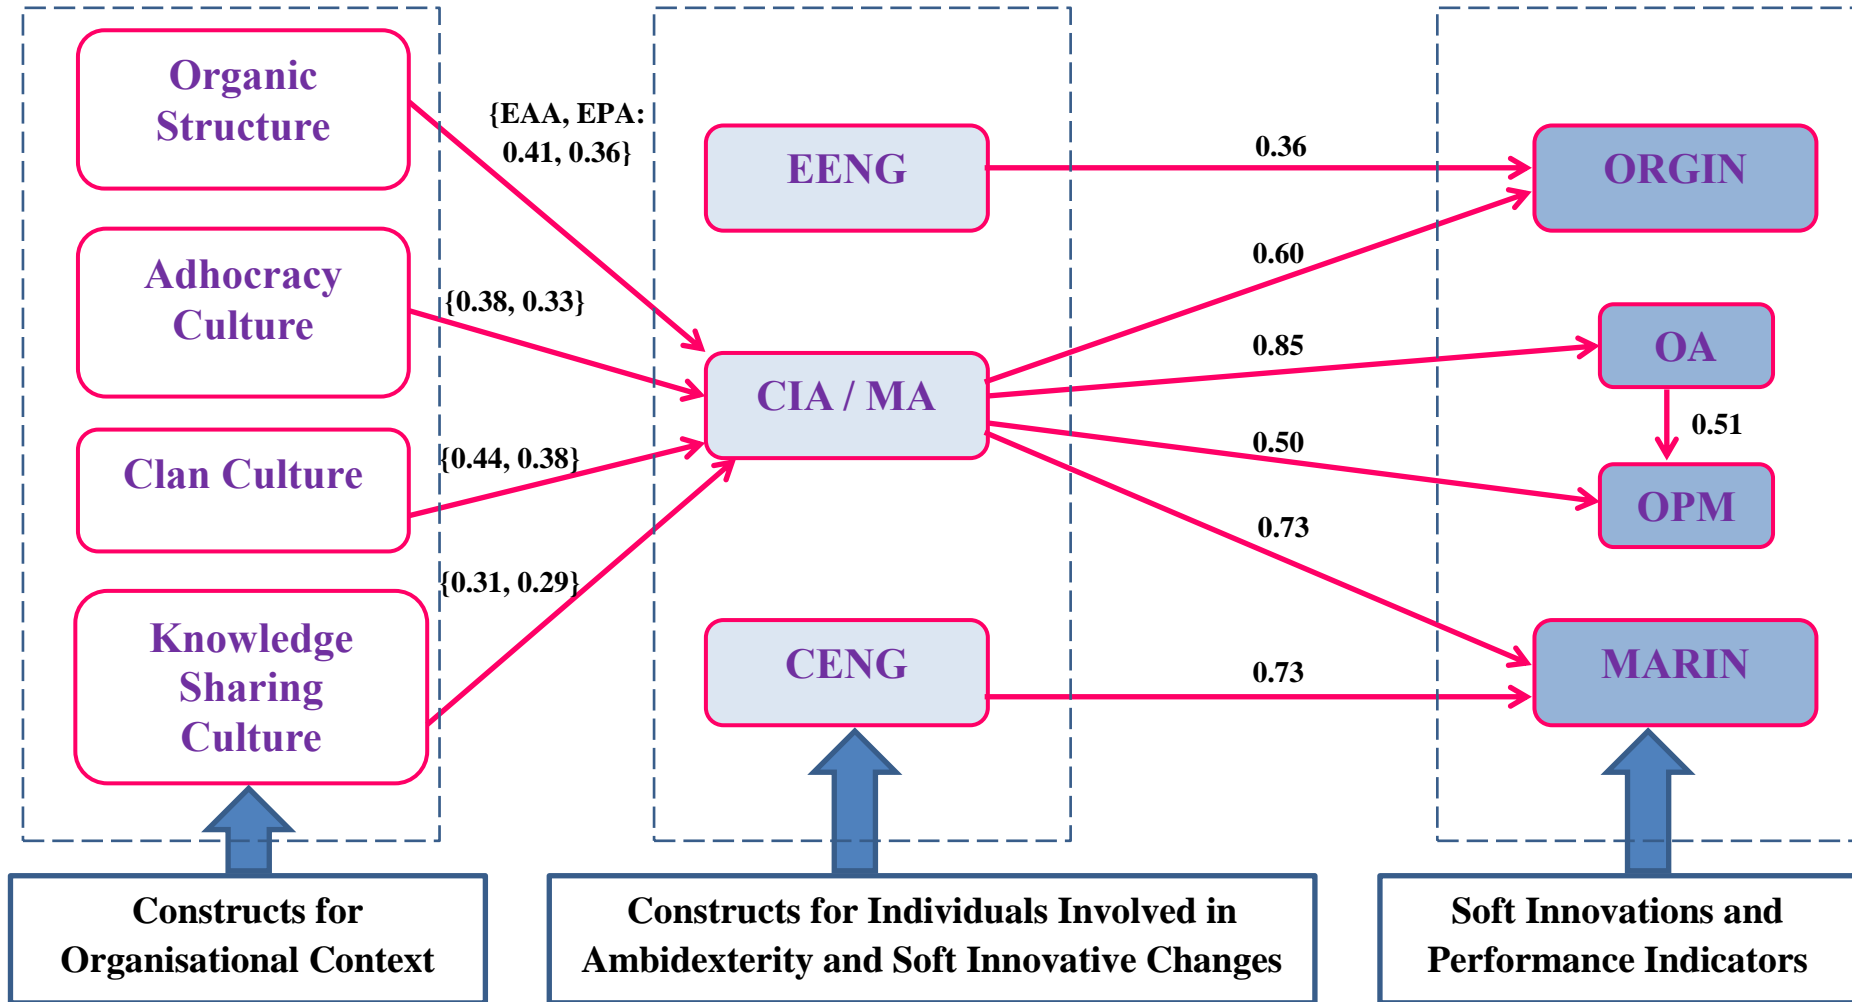 Organic
Structure
Adhocracy
Culture
Clan Culture
Knowledge
Sharing
Culture
{EAA, EPA:
0.41, 0.36}
{0.38, 0.33}
{0.44, 0.38}
{0.31, 0.29}
EENG
CIA / MA
CENG
0.36
0.60
0.85
0.50
0.73
0.73
ORGIN
OA
0.51
OPM
MARIN
Constructs for
Organisational Context
Constructs for Individuals Involved in
Ambidexterity and Soft Innovative Changes
Soft Innovations and
Performance Indicators